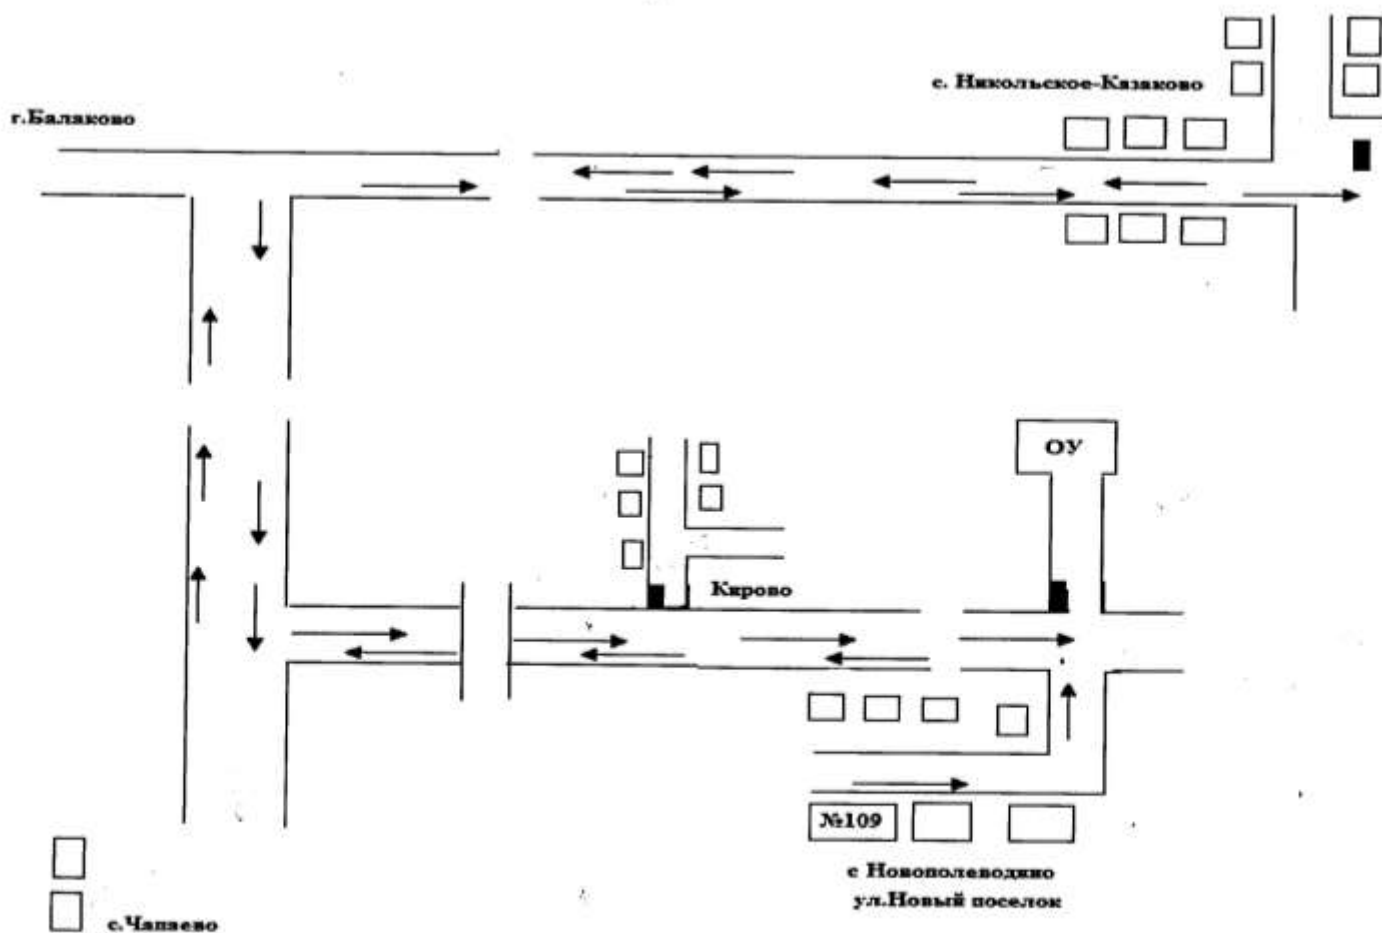 с. Никольское-Казаково
г.Балаково
ОУ
Кирово
№109
с Новополеводино
ул.Новый поселок
с.Чапаево